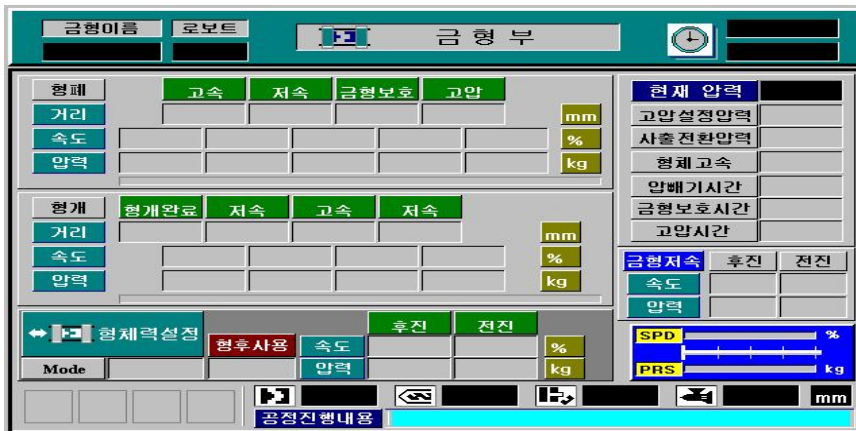 금형이름 로보트
금 형 부
형폐 고속 저속 금형보호 고압
거리 mm
속도 %
압력 kg
형개 형개완료 저속 고속 저속
거리 mm
속도 %
압력 kg
형체력설정 후진 전진
형후사용 속도 %
Mode 압력 kg
현재 압력
고압설정압력
사출전환압력
형체고속
압빼기시간
금형보호시간
고압시간
금형저속 후진 전진
속도
압력
SPD %
PRS kg
mm
공정진행내용